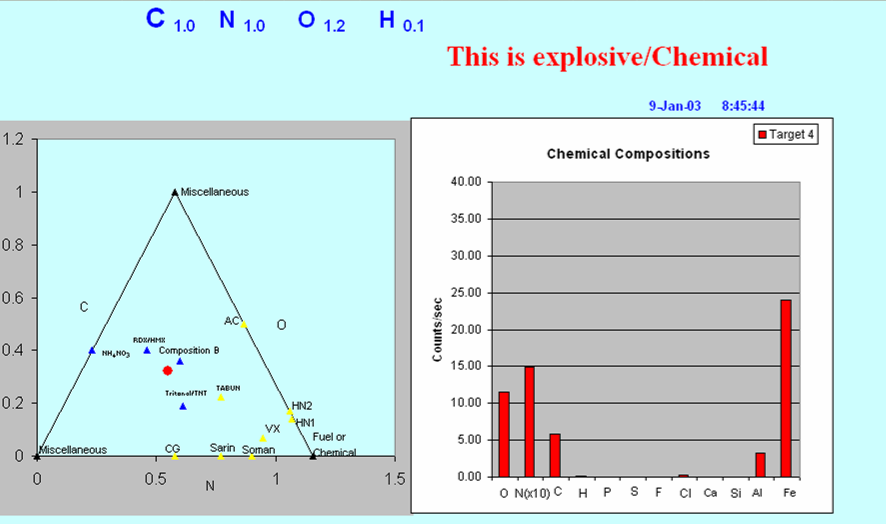 C 1.0 N 1.0 O 1.2 H 0.1
This is explosive/Chemical
9-Jan-03 8:45:44
1.2
1
0.8
0.6
0.4
0.2
0
0
0.5
1
1.5
N
C
O
Miscellaneous
AC
RDX/HMX
NH4NO3
Composition B
Tritonal/TNT
TABUN
HN2
HN1
VX
Fuel or
Chemical
Miscellaneous
CG
Sarin
Soman
Target 4
Chemical Compositions
Counts/sec
40.00
35.00
30.00
25.00
20.00
15.00
10.00
5.00
0.00
O N(x10) C H P S F Cl Ca Si Al Fe